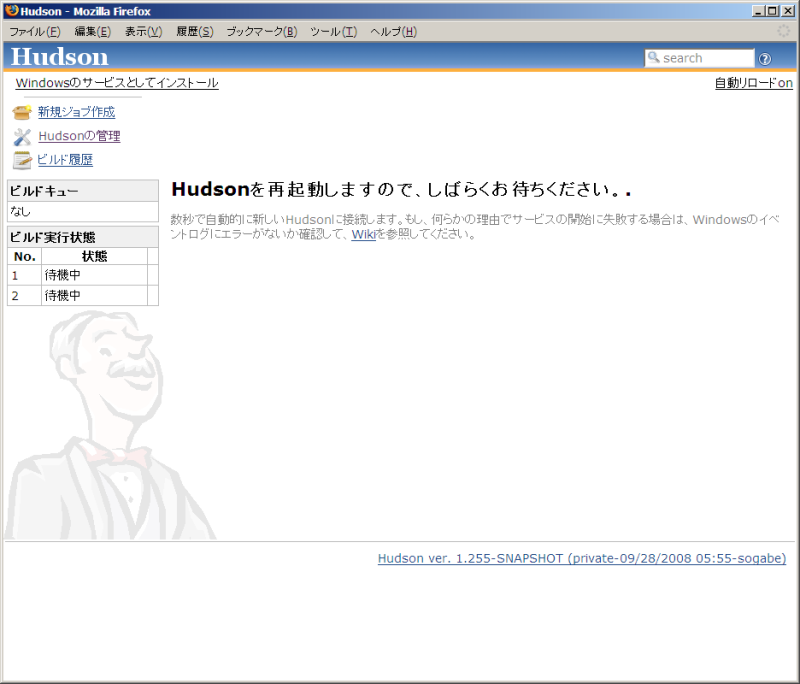 Hudson - Mozilla Firefox
ファイル(F) 編集(E) 表示(V) 履歴(S) ブックマーク(B) ツール(T) ヘルプ(H)
Hudson
search
?
Windowsのサービスとしてインストール
自動リロードon
新規ジョブ作成
Hudsonの管理
ビルド履歴
ビルドキュー
なし
ビルド実行状態
No. 状態
1 待機中
2 待機中
Hudsonを再起動しますので、しばらくお待ちください。.
数秒で自動的に新しいHudsonに接続します。もし、何らかの理由でサービスの開始に失敗する場合は、Windowsのイベ
ントログにエラーがないか確認して、Wikiを参照してください。
Hudson ver. 1.255-SNAPSHOT (private-09/28/2008 05:55-sogabe)